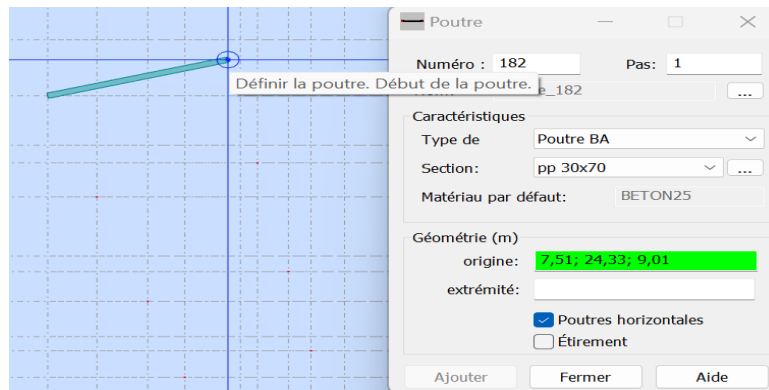 Poutre
Numéro : 182 Pas: 1
Définir la poutre. Début de la poutre. e_182 ...
Caractéristiques
Type de Poutre BA
Section: pp 30x70 ...
Matériau par défaut: BETON25
Géométrie (m)
origine: 7,51; 24,33; 9,01
extrémité:
Poutres horizontales
Étirement
Ajouter Fermer Aide